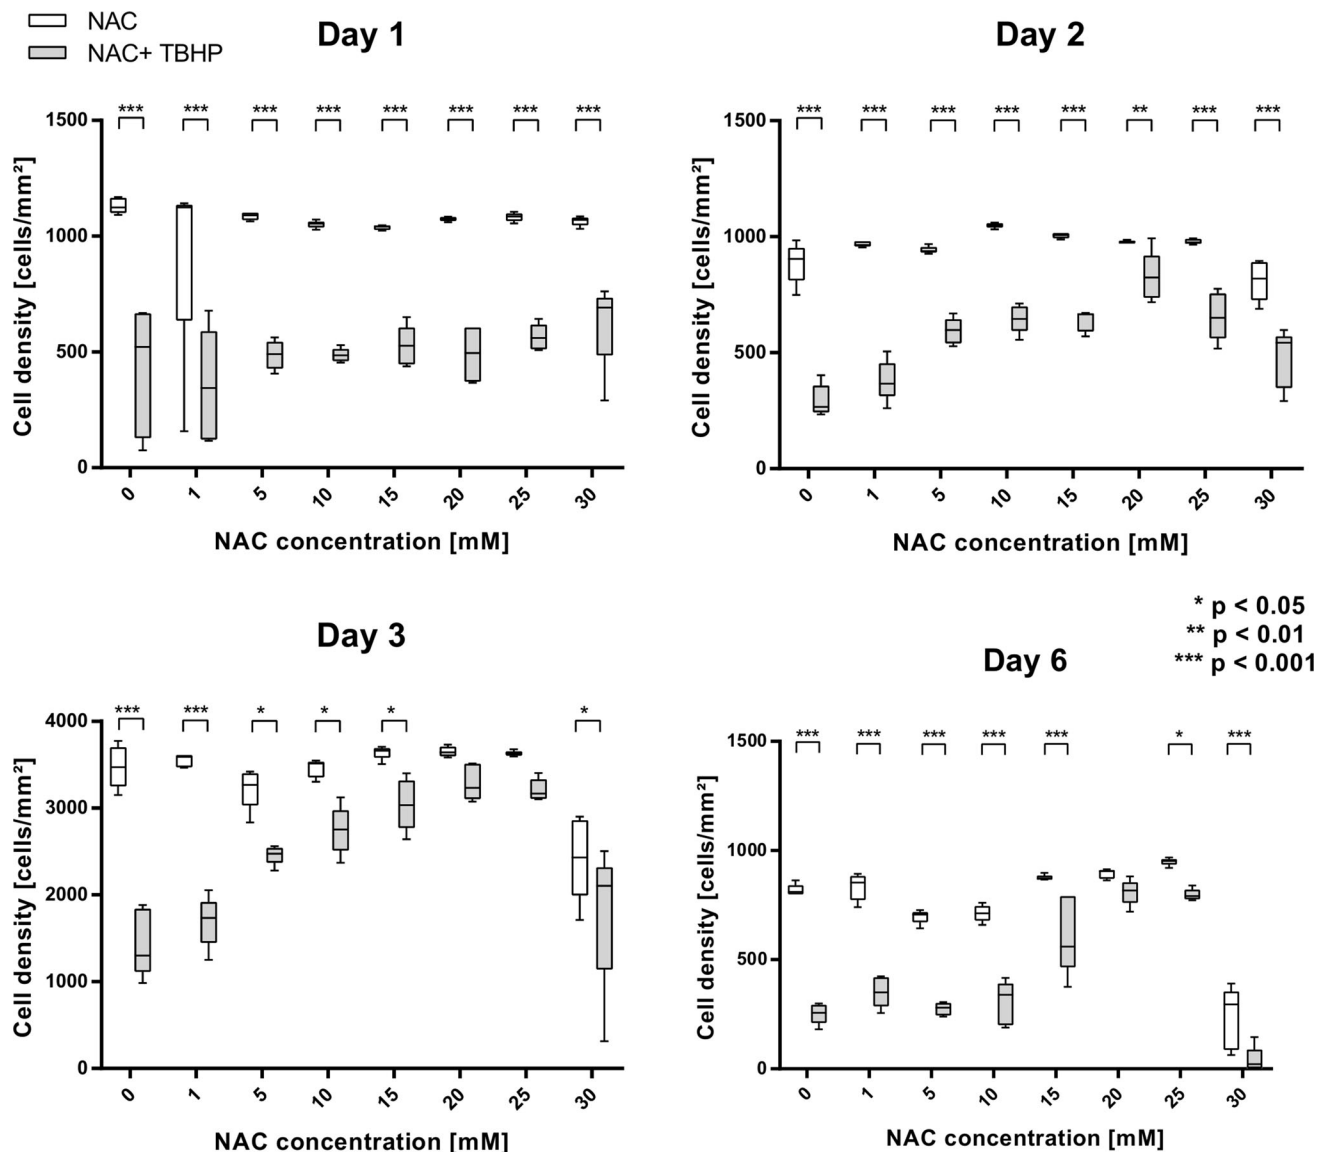 NAC
NAC+ TBHP
Day 1
*** *** *** *** *** *** *** ***
1500
1000
500
0
Cell density [cells/mm²]
0 1 5 10 15 20 25 30
NAC concentration [mM]
Day 2
*** *** *** *** *** ** *** ***
1500
1000
500
0
Cell density [cells/mm²]
0 1 5 10 15 20 25 30
NAC concentration [mM]
Day 3
*** *** * * * *
4000
3000
2000
1000
0
Cell density [cells/mm²]
0 1 5 10 15 20 25 30
NAC concentration [mM]
* p < 0.05
** p < 0.01
*** p < 0.001
Day 6
*** *** *** *** *** * ***
1500
1000
500
0
Cell density [cells/mm²]
0 1 5 10 15 20 25 30
NAC concentration [mM]